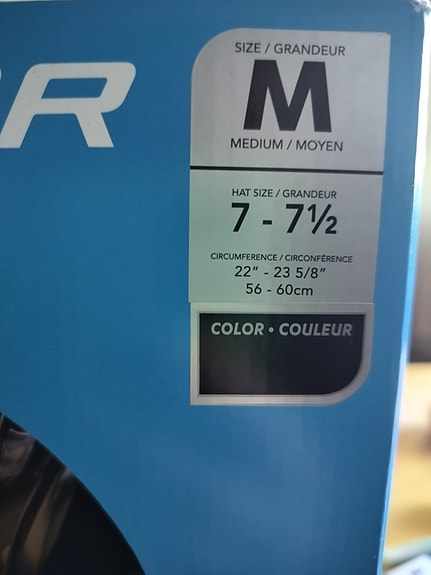 R
SIZE / GRANDEUR
M
MEDIUM / MOYEN
HAT SIZE / GRANDEUR
7 - 7½
CIRCUMFERENCE / CIRCONFÉRENCE
22” - 23 5/8”
56 - 60cm
COLOR • COULEUR